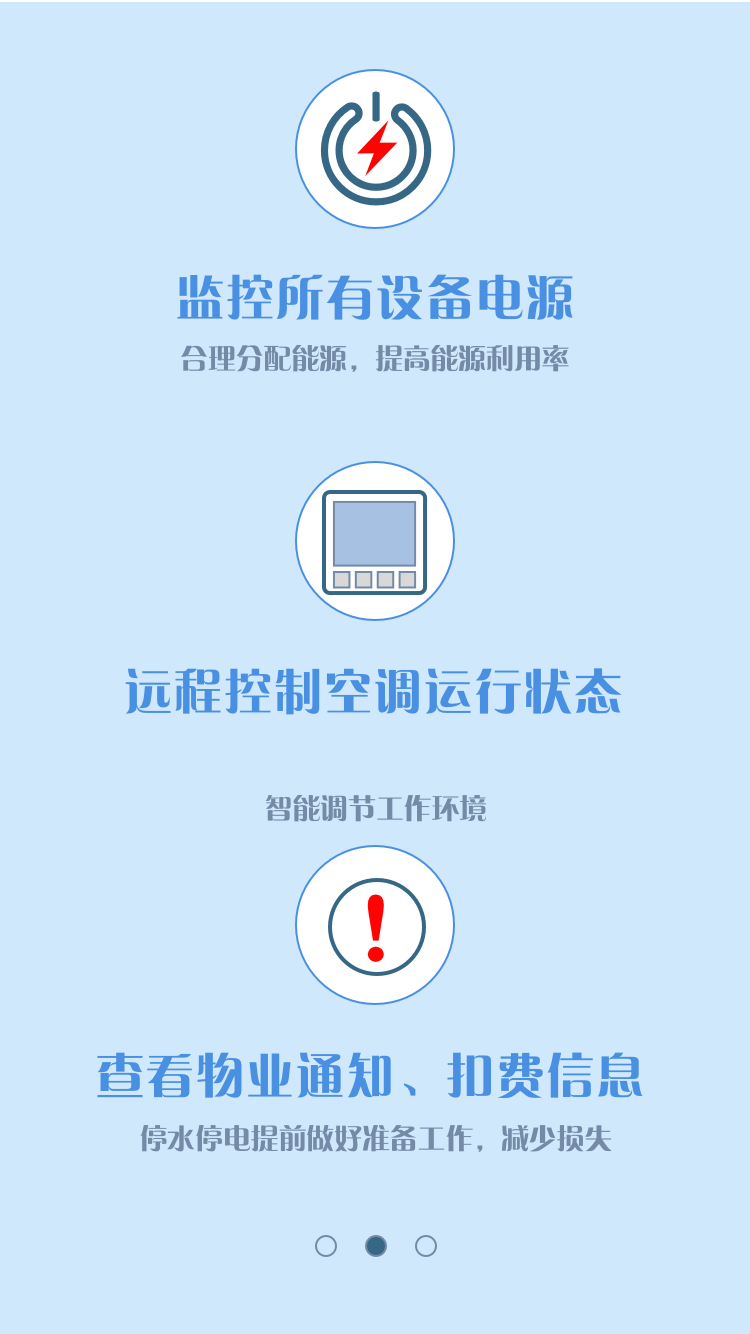 监控所有设备电源
合理分配能源，提高能源利用率
远程控制空调运行状态
智能调节工作环境
查看物业通知、扣费信息
停水停电提前做好准备工作，减少损失